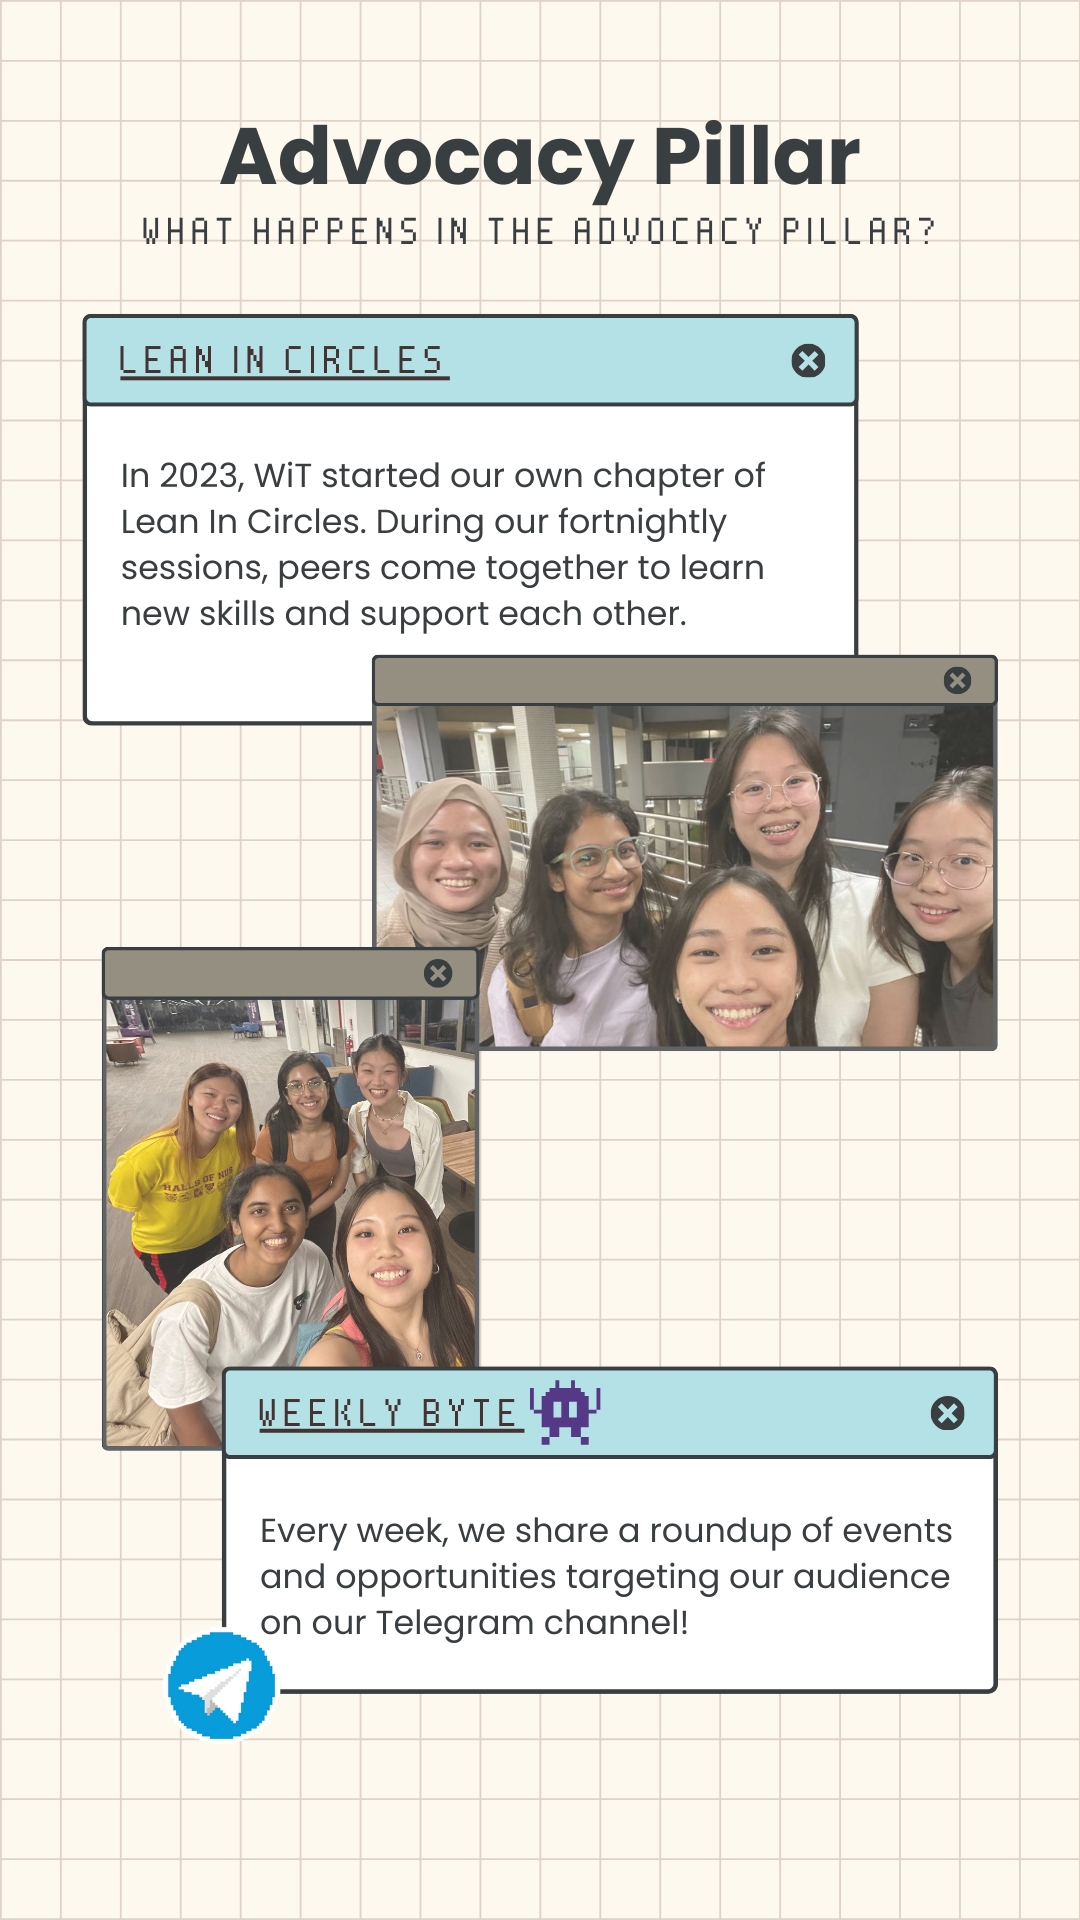 Advocacy Pillar
WHAT HAPPENS IN THE ADVOCACY PILLAR?
LEAN IN CIRCLES
In 2023, WiT started our own chapter of
Lean In Circles. During our fortnightly
sessions, peers come together to learn
new skills and support each other.
HALLS OF NUS
WEEKLY BYTE
Every week, we share a roundup of events
and opportunities targeting our audience
on our Telegram channel!